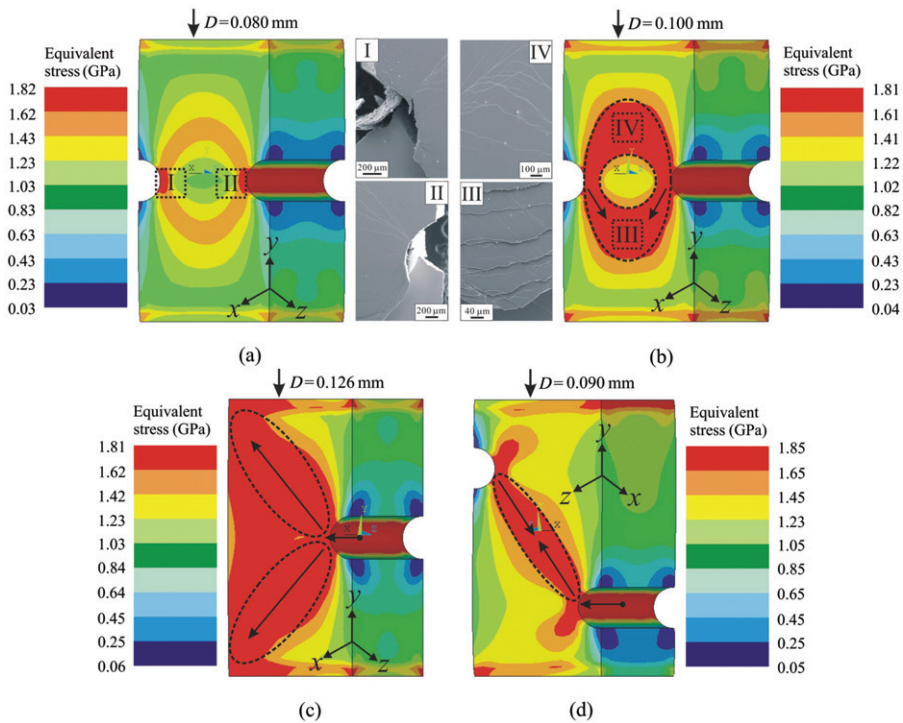 D = 0.080 mm
Equivalent
stress (GPa)
1.82
1.62
1.43
1.22
1.03
0.83
0.63
0.43
0.23
0.03
I
II
x
y
z
X
(a)
I
200 μm
IV
100 μm
II
200 μm
III
40 μm
D = 0.100 mm
IV
III
X
Y
y
x
z
Equivalent
stress (GPa)
1.81
1.61
1.41
1.22
1.02
0.82
0.63
0.43
0.24
0.04
(b)
D = 0.126 mm
Equivalent
stress (GPa)
1.81
1.62
1.42
1.23
1.03
0.84
0.64
0.45
0.25
0.06
X
y
x
z
(c)
D = 0.090 mm
y
z
x
X
Equivalent
stress (GPa)
1.85
1.65
1.45
1.25
1.05
0.85
0.65
0.45
0.25
0.05
(d)